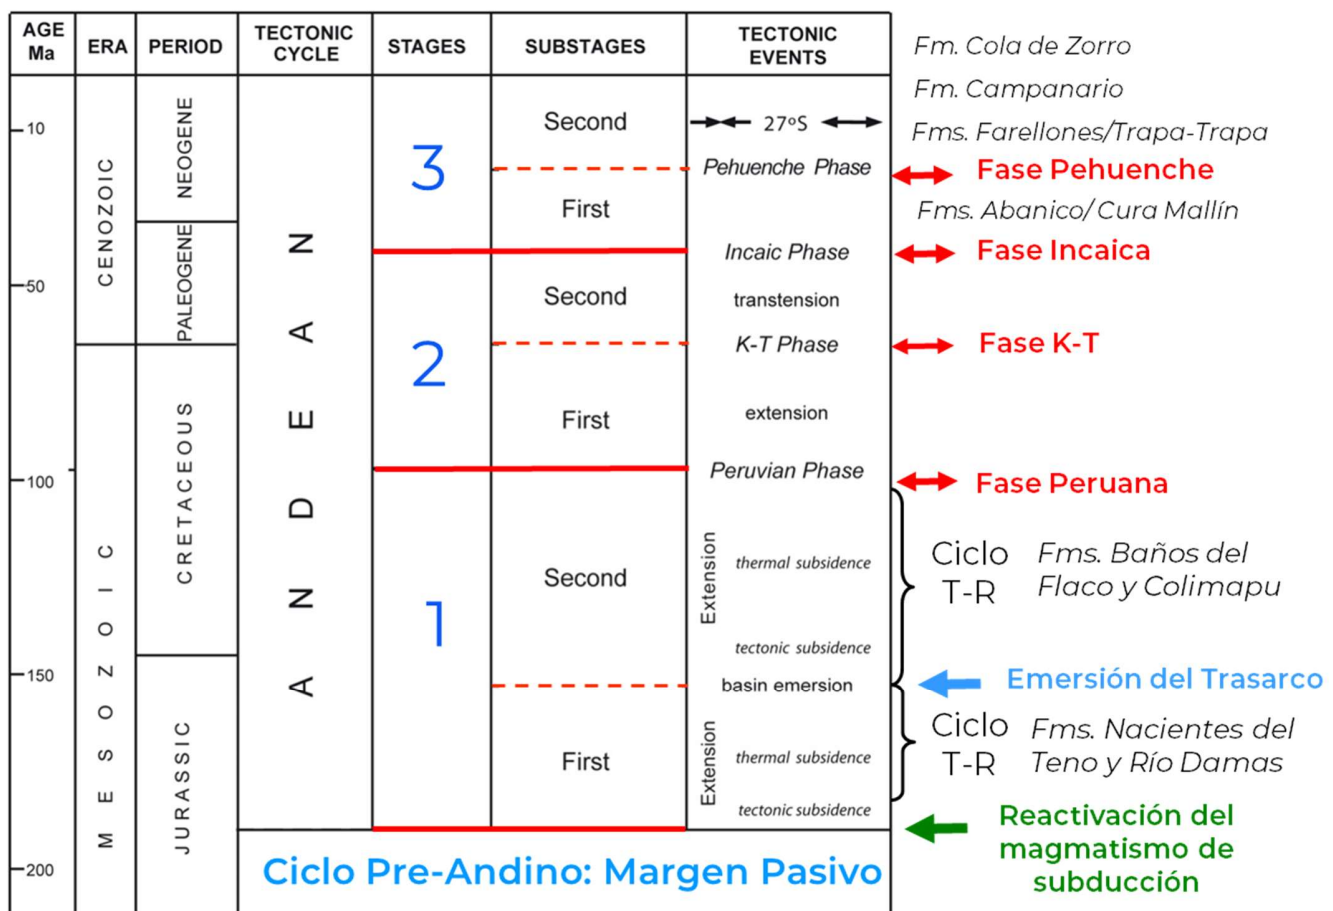 AGE
Ma
ERA
PERIOD
TECTONIC
CYCLE
STAGES
SUBSTAGES
TECTONIC
EVENTS
10
50
100
150
200
CENOZOIC
MESOZOIC
NEOGENE
PALEOGENE
CRETACEOUS
JURASSIC
ANDEAN
3
2
1
Second
First
Second
First
Second
First
27ºS
Pehuenche Phase
Incaic Phase
transtension
K-T Phase
extension
Peruvian Phase
Extension
thermal subsidence
tectonic subsidence
basin emersion
Extension
thermal subsidence
tectonic subsidence
Ciclo Pre-Andino: Margen Pasivo
Fm. Cola de Zorro
Fm. Campanario
Fms. Farellones/Trapa-Trapa
Fase Pehuenche
Fms. Abanico/ Cura Mallín
Fase Incaica
Fase K-T
Fase Peruana
Ciclo
T-R
Fms. Baños del
Flaco y Colimapu
Emersión del Trasarco
Ciclo
T-R
Fms. Nacientes del
Teno y Río Damas
Reactivación del
magmatismo de
subducción